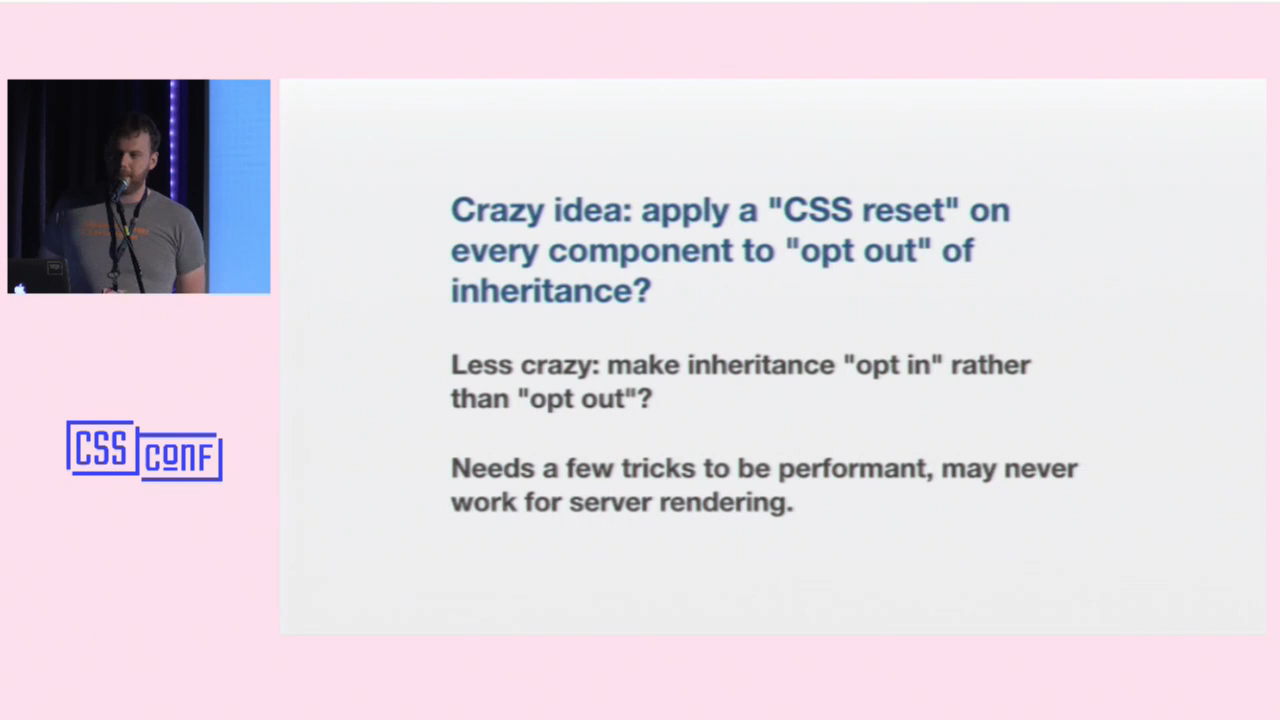 Crazy idea: apply a "CSS reset" on
every component to "opt out" of
inheritance?
Less crazy: make inheritance "opt in" rather
than "opt out"?
Needs a few tricks to be performant, may never
work for server rendering.
CSS
CONF